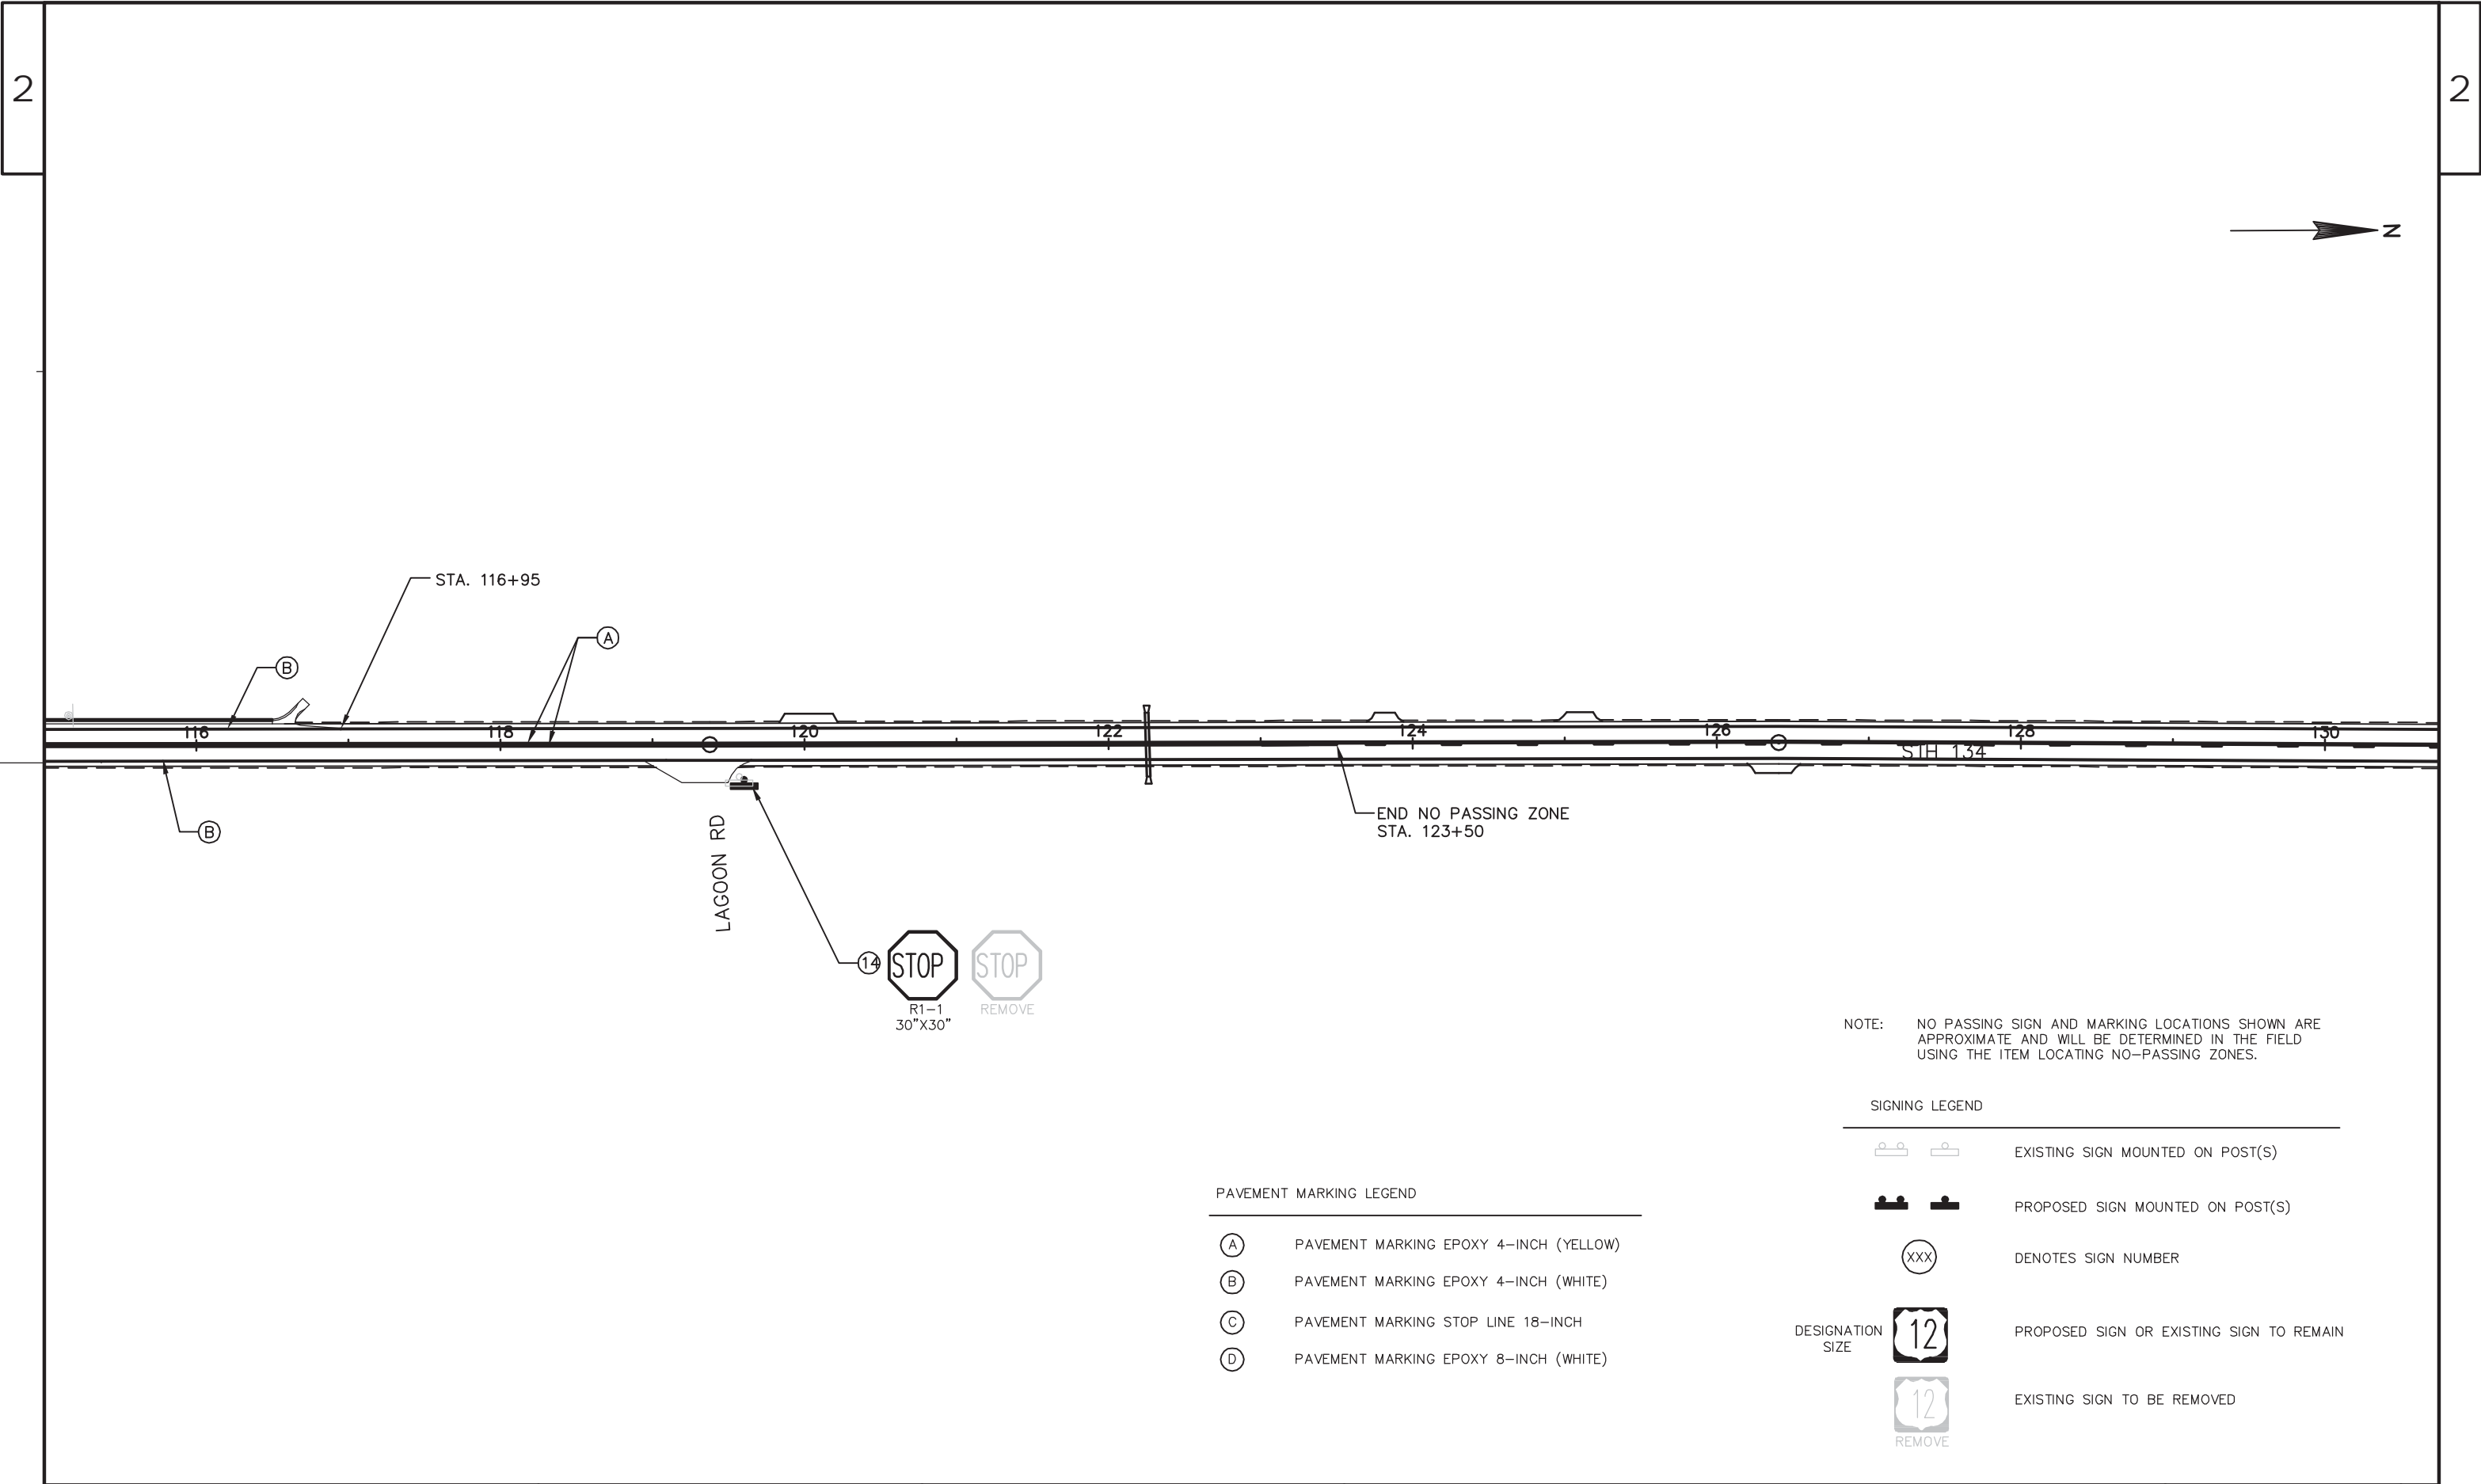 2
2
N
STA. 116+95
A
B
116
118
120
122
124
126
128
130
STH 134
END NO PASSING ZONE
STA. 123+50
B
LAGOON RD
14
STOP
STOP
R1-1
30"X30"
REMOVE
NOTE: NO PASSING SIGN AND MARKING LOCATIONS SHOWN ARE
APPROXIMATE AND WILL BE DETERMINED IN THE FIELD
USING THE ITEM LOCATING NO-PASSING ZONES.
SIGNING LEGEND
EXISTING SIGN MOUNTED ON POST(S)
PROPOSED SIGN MOUNTED ON POST(S)
XXX DENOTES SIGN NUMBER
DESIGNATION
SIZE
12
PROPOSED SIGN OR EXISTING SIGN TO REMAIN
12
EXISTING SIGN TO BE REMOVED
REMOVE
PAVEMENT MARKING LEGEND
A PAVEMENT MARKING EPOXY 4-INCH (YELLOW)
B PAVEMENT MARKING EPOXY 4-INCH (WHITE)
C PAVEMENT MARKING STOP LINE 18-INCH
D PAVEMENT MARKING EPOXY 8-INCH (WHITE)